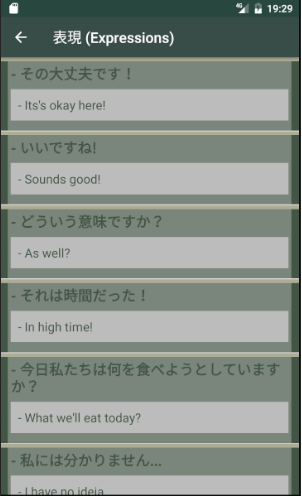 19:29
表現 (Expressions)
- その大丈夫です！
- Its's okay here!
- いいですね!
- Sounds good!
- どういう意味ですか？
- As well?
- それは時間だった！
- In high time!
- 今日私たちは何を食べようとしています
か？
- What we'll eat today?
- 私には分かりません...
- I have no ideia